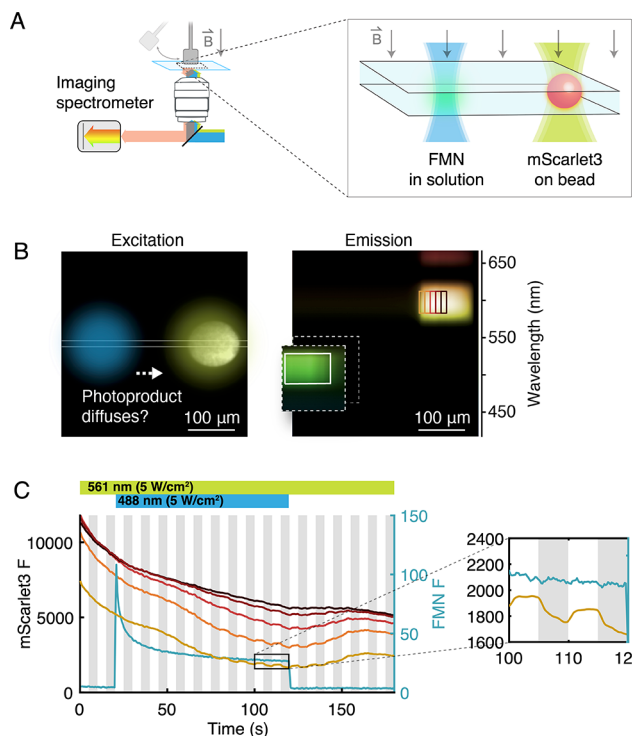 A
B
Imaging
spectrometer
B
FMN
in solution
mScarlet3
on bead
B
Excitation
Emission
Photoproduct
diffuses?
100 µm
100 µm
650
550
450
Wavelength (nm)
C
561 nm (5 W/cm²)
488 nm (5 W/cm²)
mScarlet3 F
10000
5000
0
0
50
100
150
Time (s)
150
100
50
0
FMN F
2400
2200
2000
1800
1600
100
110
12